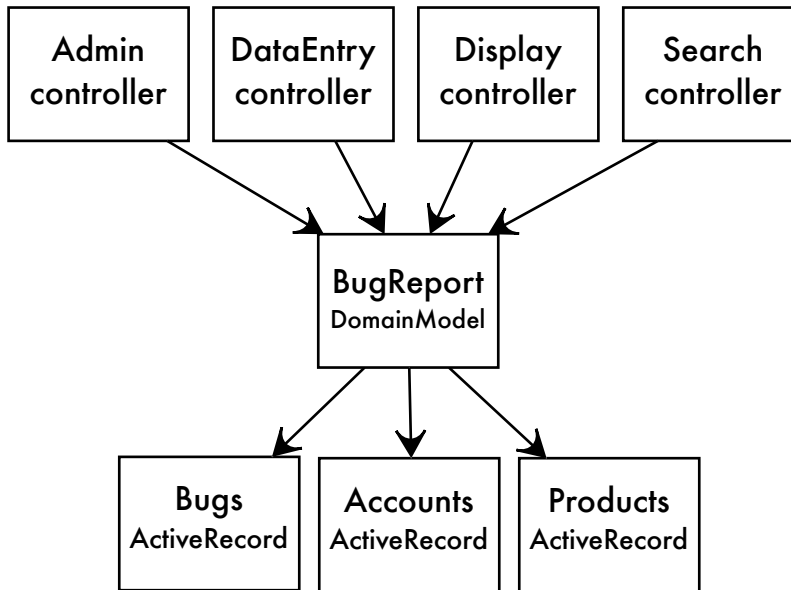 Admin
controller
DataEntry
controller
Display
controller
Search
controller
BugReport
DomainModel
Bugs
ActiveRecord
Accounts
ActiveRecord
Products
ActiveRecord